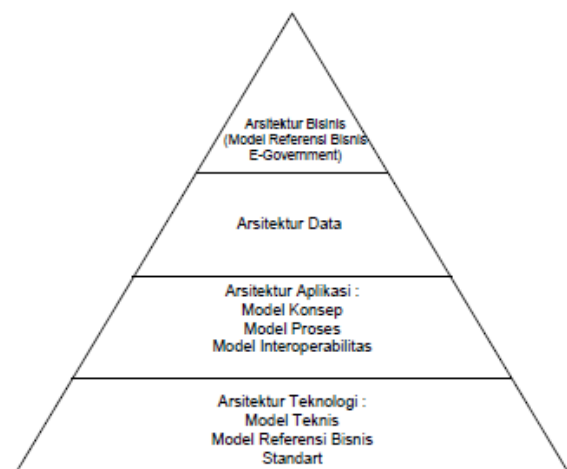 Arsitektur Bisinis
(Model Referensi Bisnis
E-Government)
Arsitektur Data
Arsitektur Aplikasi :
Model Konsep
Model Proses
Model Interoperabilitas
Arsitektur Teknologi :
Model Teknis
Model Referensi Bisnis
Standart